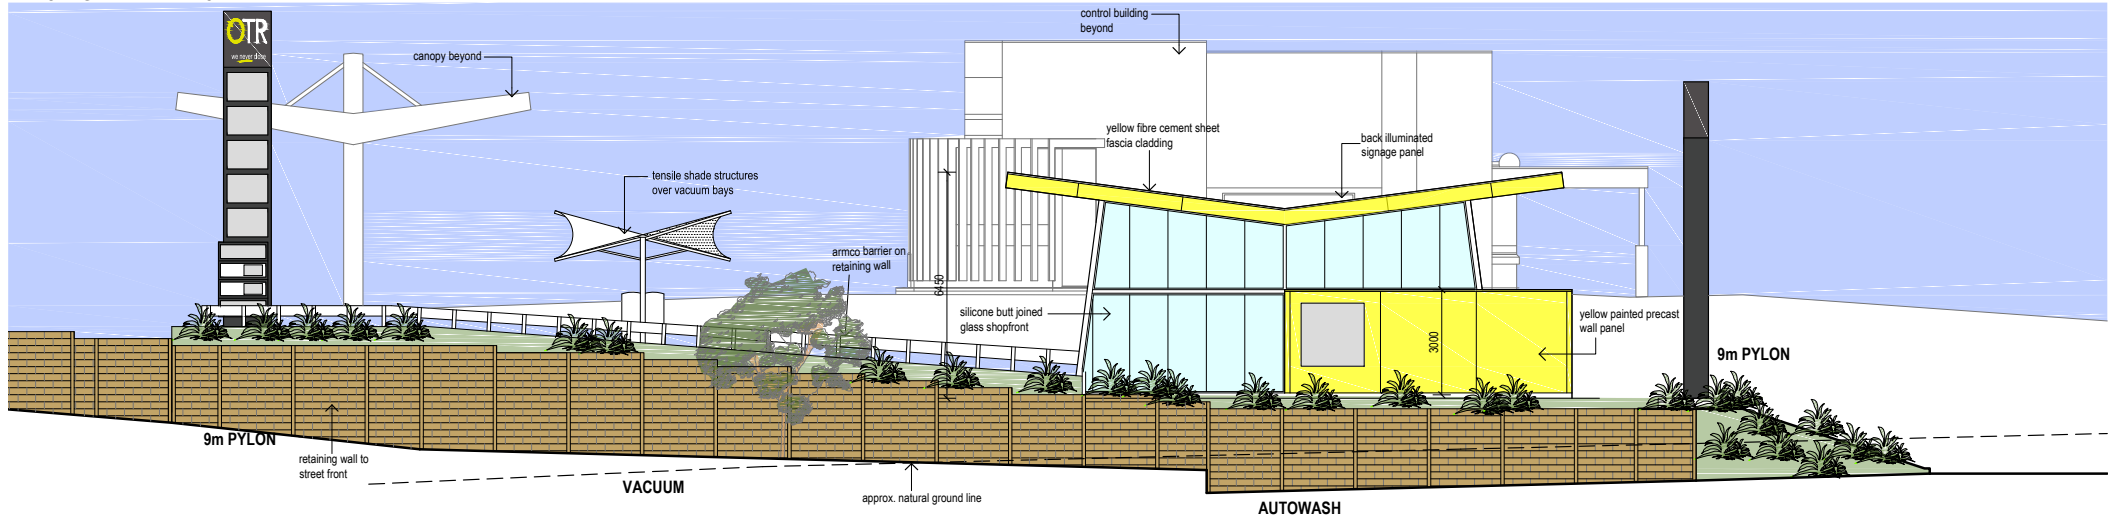 OTR
we never close
canopy beyond
control building
beyond
yellow fibre cement sheet
fascia cladding
back illuminated
signage panel
tensile shade structures
over vacuum bays
armco barrier on
retaining wall
6450
silicone butt joined
glass shopfront
3000
yellow painted precast
wall panel
9m PYLON
9m PYLON
retaining wall to
street front
VACUUM
approx. natural ground line
AUTOWASH